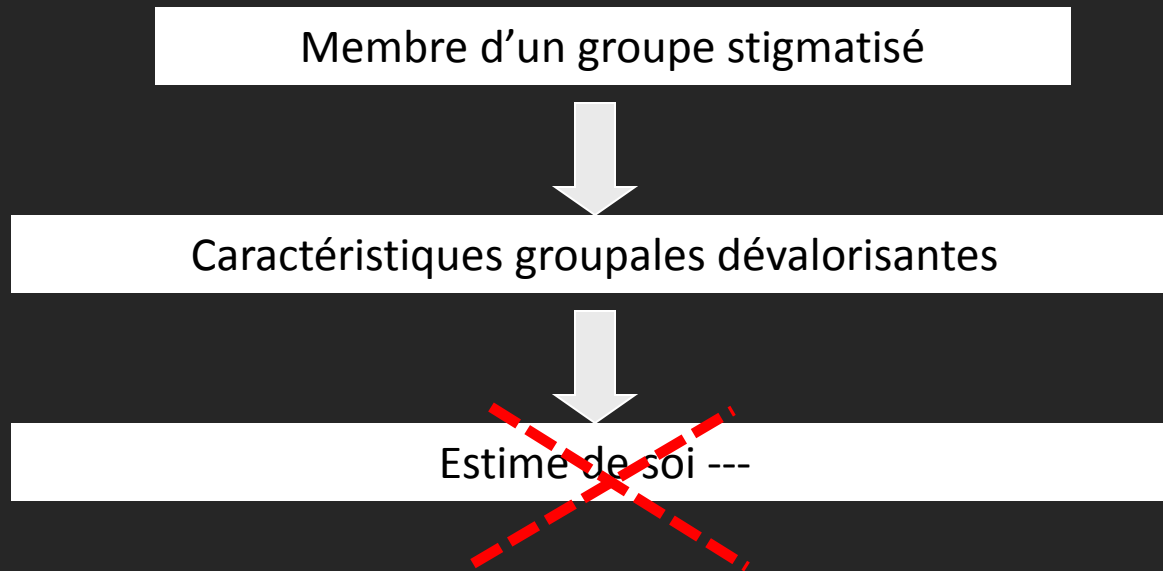 Membre d’un groupe stigmatisé
Caractéristiques groupales dévalorisantes
Estime de soi ---